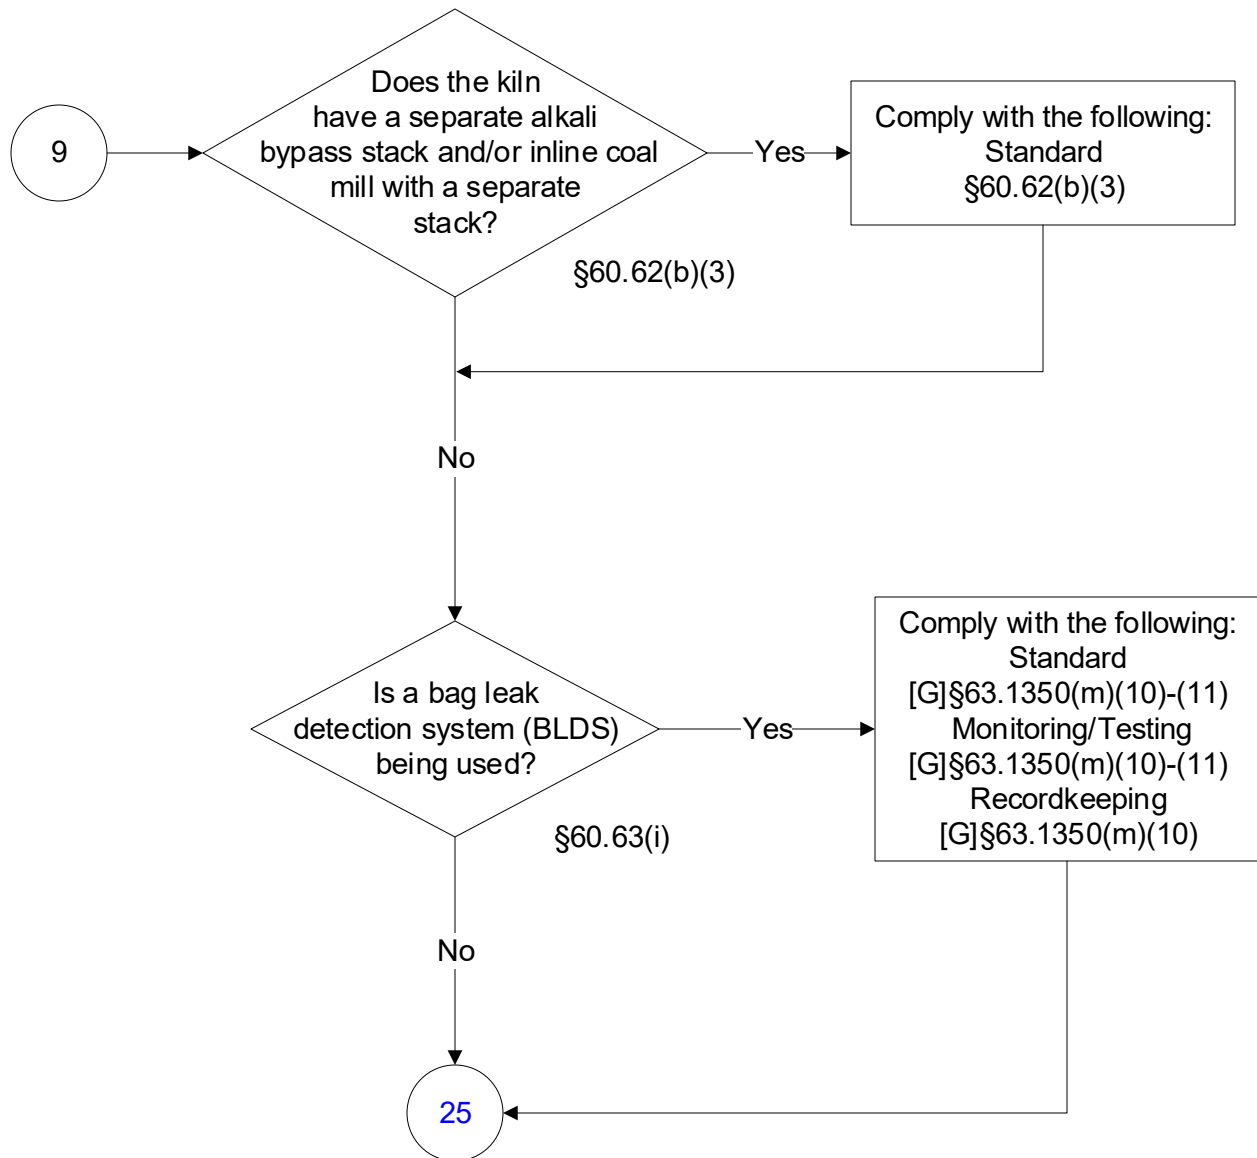 9
Does the kiln
have a separate alkali
bypass stack and/or inline coal
mill with a separate
stack?
Yes
Comply with the following:
Standard
§60.62(b)(3)
§60.62(b)(3)
No
Is a bag leak
detection system (BLDS)
being used?
Yes
Comply with the following:
Standard
[G]§63.1350(m)(10)-(11)
Monitoring/Testing
[G]§63.1350(m)(10)-(11)
Recordkeeping
[G]§63.1350(m)(10)
§60.63(i)
No
25